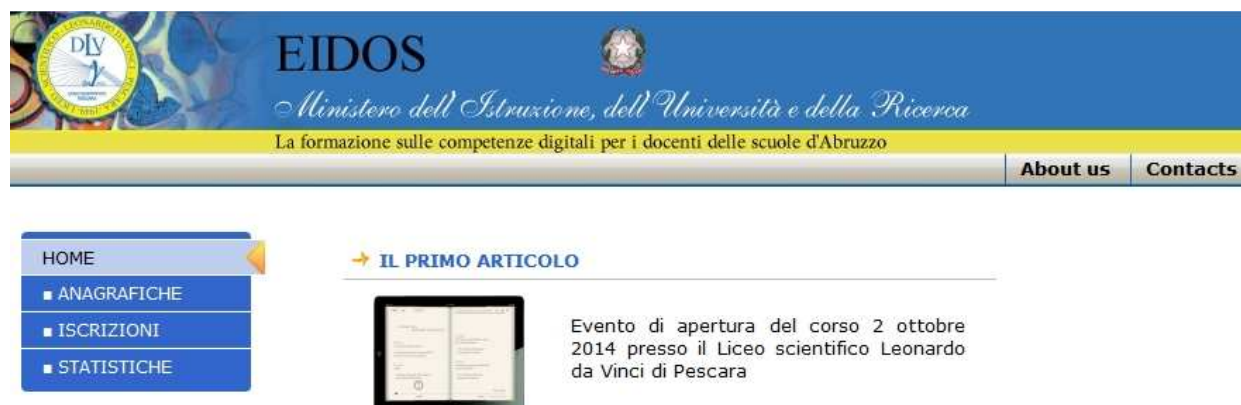 DLV
EIDOS
Ministero dell'Istruzione, dell'Università e della Ricerca
La formazione sulle competenze digitali per i docenti delle scuole d'Abruzzo
About us
Contacts
HOME
ANAGRAFICHE
ISCRIZIONI
STATISTICHE
IL PRIMO ARTICOLO
Evento di apertura del corso 2 ottobre
2014 presso il Liceo scientifico Leonardo
da Vinci di Pescara